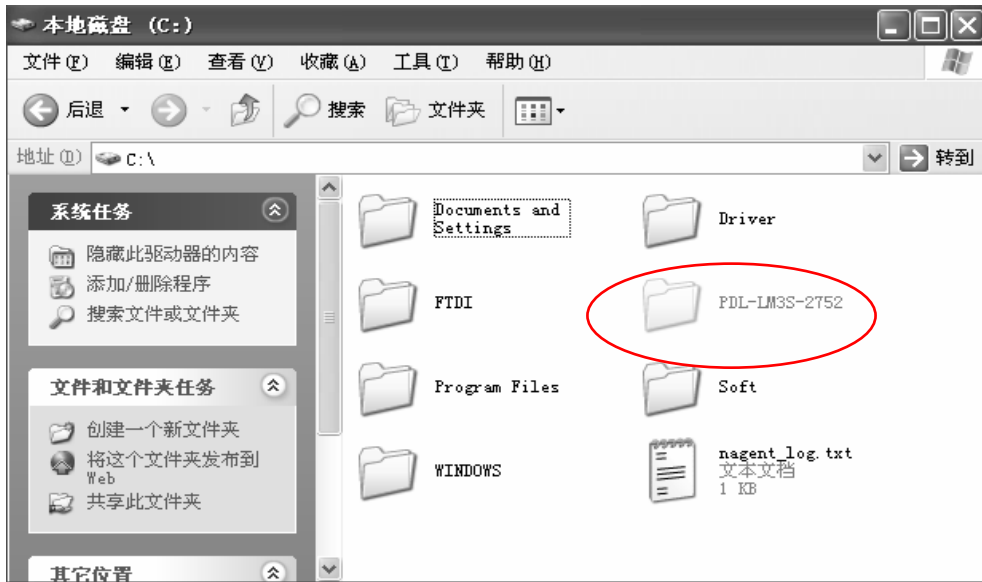 本地磁盘 (C:)
文件(F) 编辑(E) 查看(V) 收藏(A) 工具(T) 帮助(H)
后退 搜索 文件夹
地址(D) C:\ 转到
系统任务
隐藏此驱动器的内容
添加/删除程序
搜索文件或文件夹
文件和文件夹任务
创建一个新文件夹
将这个文件夹发布到
Web
共享此文件夹
其它位置
Documents and
Settings
Driver
FTDI
PDL-LM3S-2752
Program Files
Soft
WINDOWS
nagent_log.txt
文本文档
1 KB